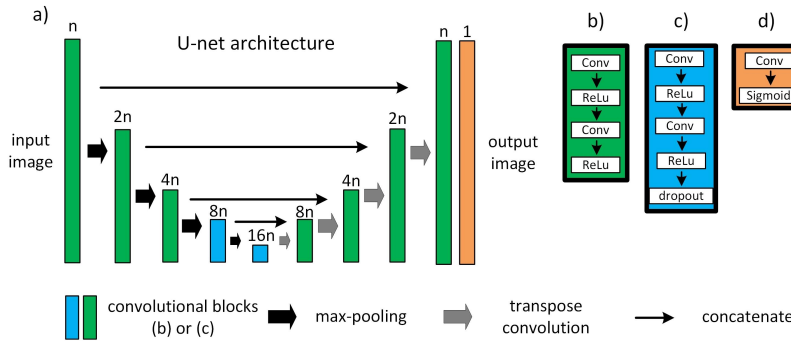 a)
U-net architecture
n
2n
4n
8n
16n
8n
4n
2n
n
1
input
image
output
image
b)
Conv
ReLu
Conv
ReLu
c)
Conv
ReLu
Conv
ReLu
dropout
d)
Conv
Sigmoid
convolutional blocks
(b) or (c)
max-pooling
transpose
convolution
concatenate